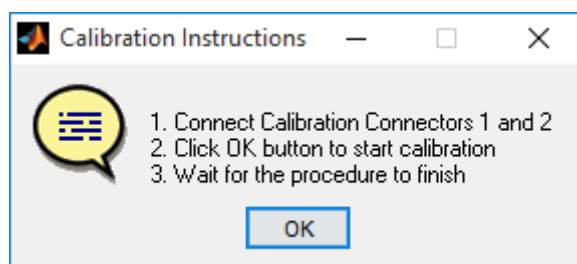 Calibration Instructions
1. Connect Calibration Connectors 1 and 2
2. Click OK button to start calibration
3. Wait for the procedure to finish
OK